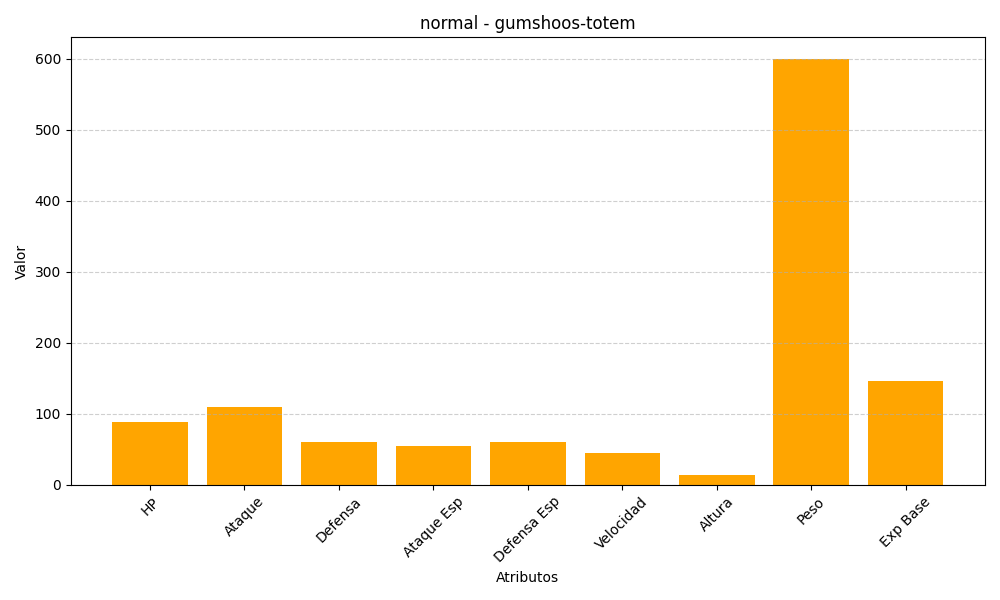 normal - gumshoos-totem
Valor
600
500
400
300
200
100
0
HP
Ataque
Defensa
Ataque Esp
Defensa Esp
Velocidad
Altura
Peso
Exp Base
Atributos